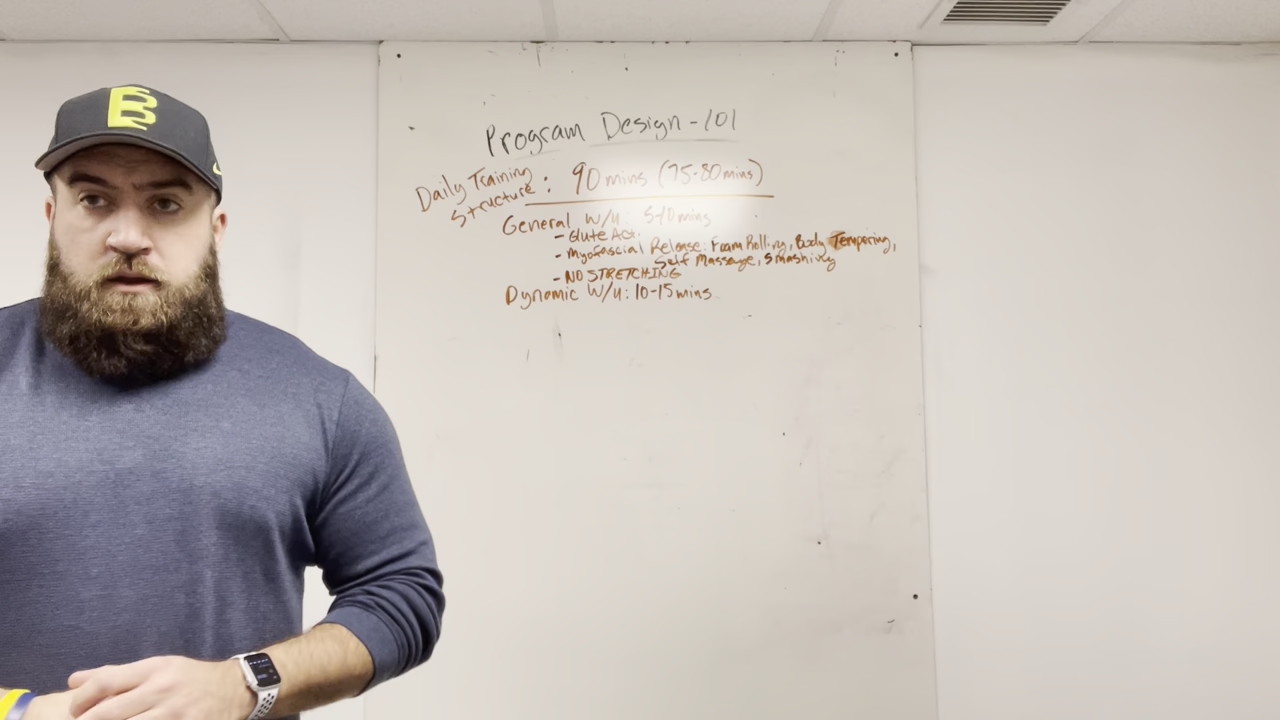 Program Design - 101
Daily Training
Structure: 90 mins (75-80 mins)
General W/U: 5-10 mins
- Glute Act.
- Myofascial Release: Foam Rolling, Body Tempering,
Self Massage, Smashing
- NO STRETCHING
Dynamic W/U: 10-15 mins
B